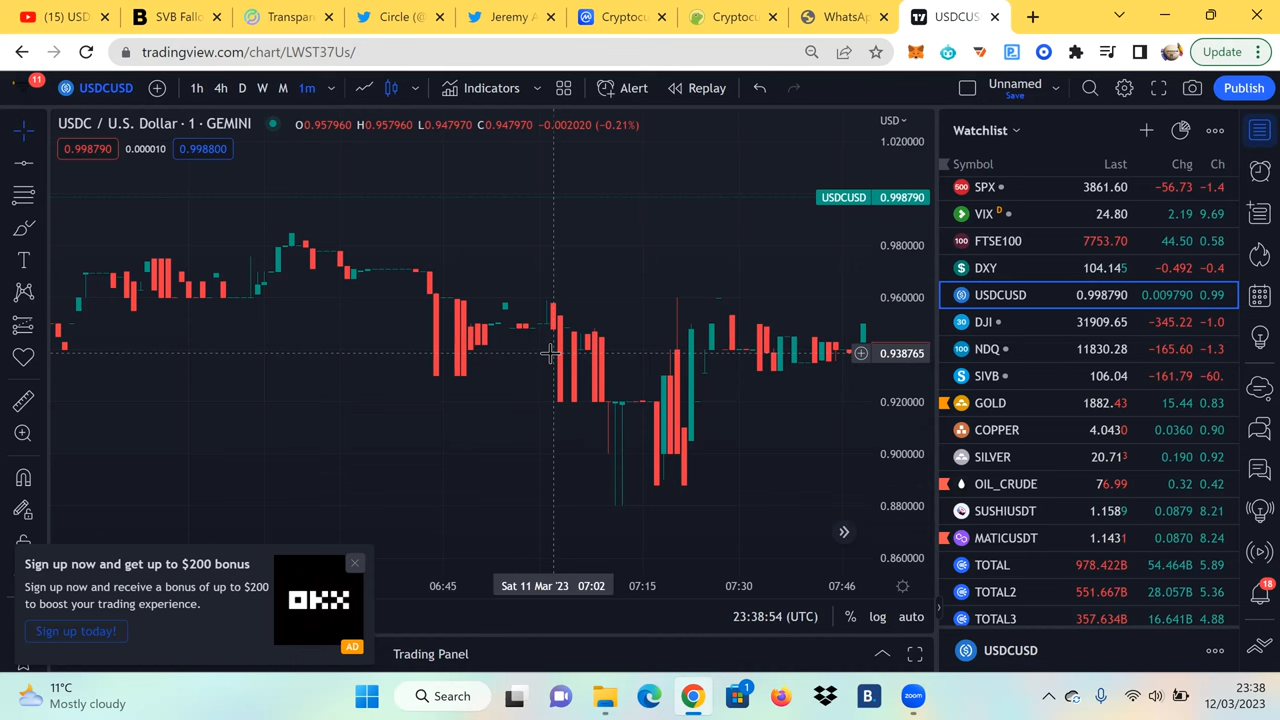 (15) USD
SVB Fallo
Transpar
Circle (@
Jeremy A
Cryptoc
Cryptoc
WhatsAp
USDCUS
tradingview.com/chart/LWST37Us/
Update
11
USDCUSD
1h 4h D W M 1m
Indicators
Alert
Replay
Unnamed
Save
Publish
USDC / U.S. Dollar · 1 · GEMINI
O0.957960 H0.957960 L0.947970 C0.947970 −0.002020 (−0.21%)
0.998790
0.000010
0.998800
USD
1.020000
USDCUSD 0.998790
0.980000
0.960000
0.938765
0.920000
0.900000
0.880000
0.860000
06:45
Sat 11 Mar '23 07:02
07:15
07:30
07:46
23:38:54 (UTC)
%
log
auto
Trading Panel
Sign up now and get up to $200 bonus
Sign up now and receive a bonus of up to $200
to boost your trading experience.
Sign up today!
OKX
AD
Watchlist
Symbol Last Chg Ch
500 SPX 3861.60 −56.73 −1.4
VIX D 24.80 2.19 9.69
100 FTSE100 7753.70 44.50 0.58
DXY 104.145 −0.492 −0.4
USDCUSD 0.998790 0.009790 0.99
30 DJI 31909.65 −345.22 −1.0
100 NDQ 11830.28 −165.60 −1.3
SIVB 106.04 −161.79 −60.
GOLD 1882.43 15.44 0.83
COPPER 4.0430 0.0360 0.90
SILVER 20.713 0.190 0.92
OIL_CRUDE 76.99 0.32 0.42
SUSHIUSDT 1.1589 0.0879 8.21
MATICUSDT 1.1431 0.0870 8.24
TOTAL 978.422B 54.464B 5.89
TOTAL2 551.667B 28.057B 5.36
TOTAL3 357.634B 16.641B 4.88
USDCUSD
18
11°C
Mostly cloudy
Search
1
B.
zoom
23:38
12/03/2023